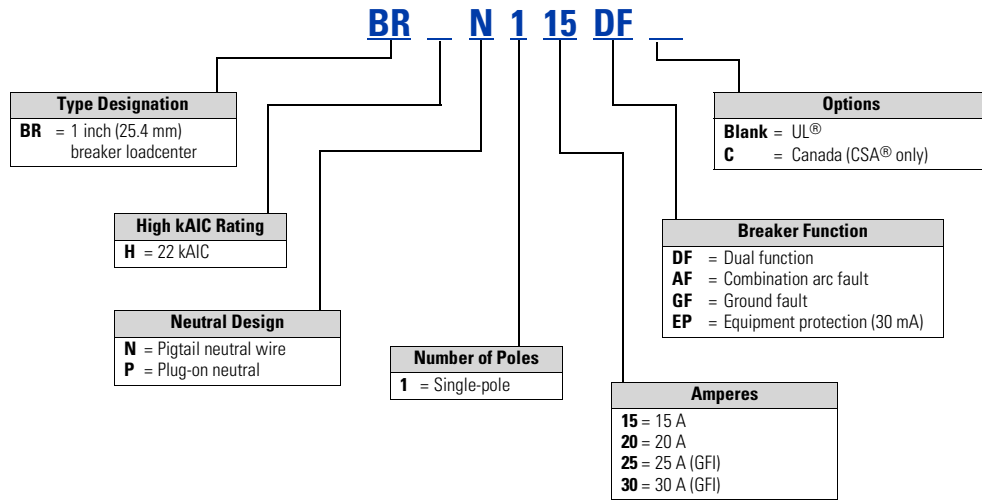 BR _ N 1 15 DF __
Type Designation
BR = 1 inch (25.4 mm)
breaker loadcenter
Options
Blank = UL®
C = Canada (CSA® only)
High kAIC Rating
H = 22 kAIC
Breaker Function
DF = Dual function
AF = Combination arc fault
GF = Ground fault
EP = Equipment protection (30 mA)
Neutral Design
N = Pigtail neutral wire
P = Plug-on neutral
Number of Poles
1 = Single-pole
Amperes
15 = 15 A
20 = 20 A
25 = 25 A (GFI)
30 = 30 A (GFI)